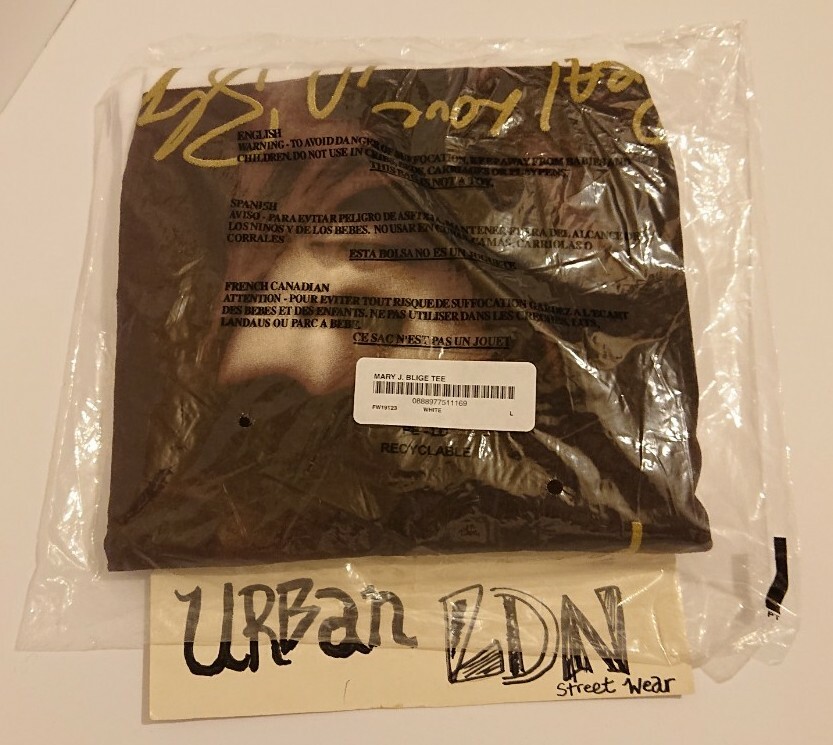 Real Love
ENGLISH
WARNING - TO AVOID DANGER OF SUFFOCATION, KEEP AWAY FROM BABIES AND
CHILDREN. DO NOT USE IN CRIBS, BEDS, CARRIAGES OR PLAYPENS.
THIS BAG IS NOT A TOY.
SPANISH
AVISO - PARA EVITAR PELIGRO DE ASFIXIA, MANTENER FUERA DEL ALCANCE DE
LOS NINOS Y DE LOS BEBES. NO USAR EN CUNAS, CAMAS, CARRIOLAS O
CORRALES
ESTA BOLSA NO ES UN JUGUETE
FRENCH CANADIAN
ATTENTION - POUR EVITER TOUT RISQUE DE SUFFOCATION GARDEZ A L'ECART
DES BEBES ET DES ENFANTS. NE PAS UTILISER DANS LES CRECHES, LITS,
LANDAUS OU PARC A BEBE
CE SAC N'EST PAS UN JOUET
MARY J. BLIGE TEE
0888977511169
FW19123 WHITE L
RECYCLABLE
URBan LDN
Street Wear